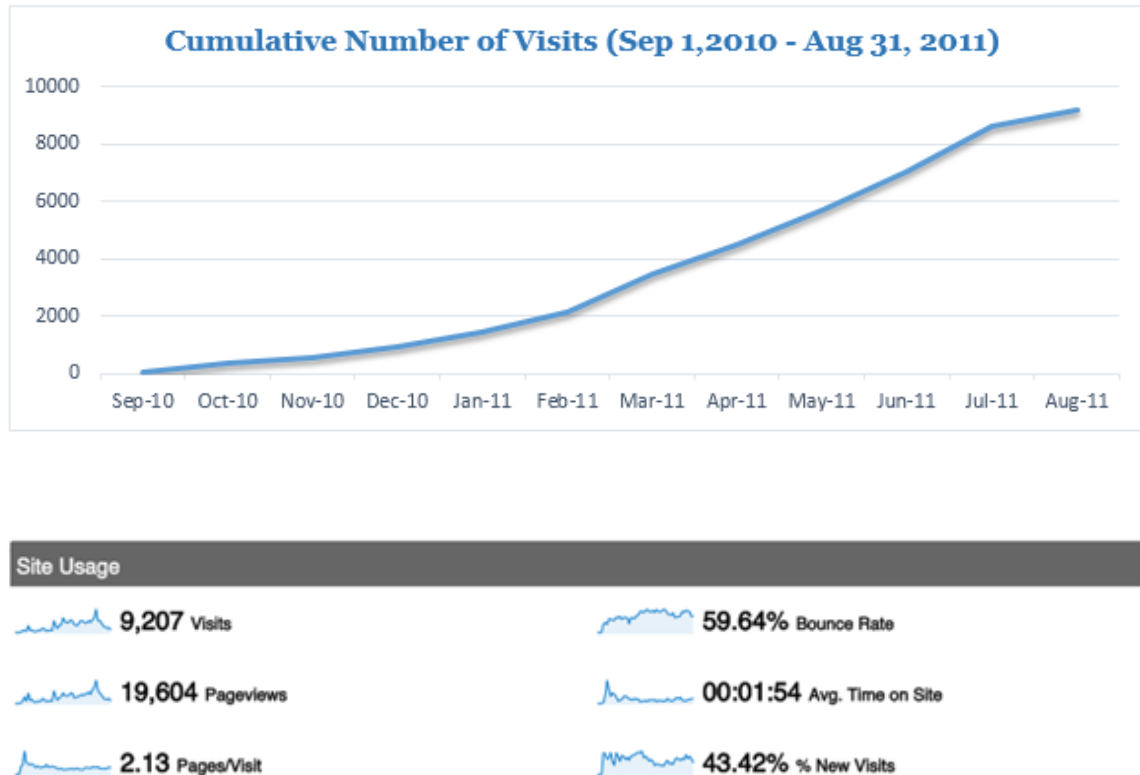 Cumulative Number of Visits (Sep 1,2010 - Aug 31, 2011)
10000
8000
6000
4000
2000
0
Sep-10 Oct-10 Nov-10 Dec-10 Jan-11 Feb-11 Mar-11 Apr-11 May-11 Jun-11 Jul-11 Aug-11
Site Usage
9,207 Visits
59.64% Bounce Rate
19,604 Pageviews
00:01:54 Avg. Time on Site
2.13 Pages/Visit
43.42% % New Visits